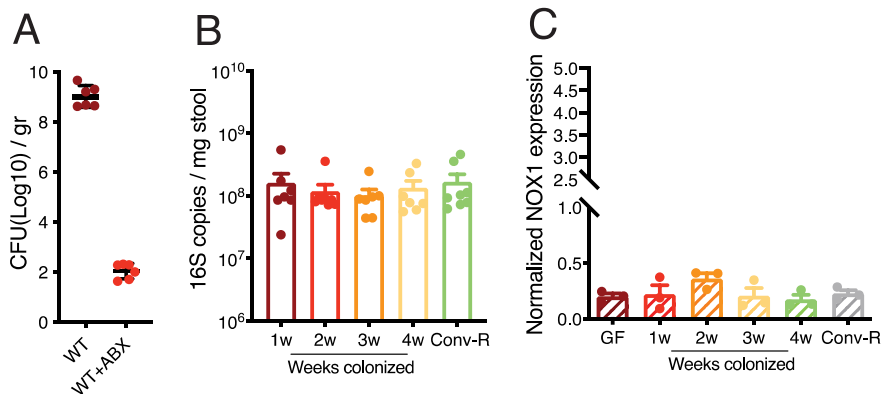 A
CFU(Log10) / gr
10
8
6
4
2
0
WT
WT+ABX
B
16S copies / mg stool
10^10
10^9
10^8
10^7
10^6
1w
2w
3w
4w
Conv-R
Weeks colonized
C
Normalized NOX1 expression
5.0
4.5
4.0
3.5
3.0
2.5
1.0
0.5
0.0
GF
1w
2w
3w
4w
Conv-R
Weeks colonized